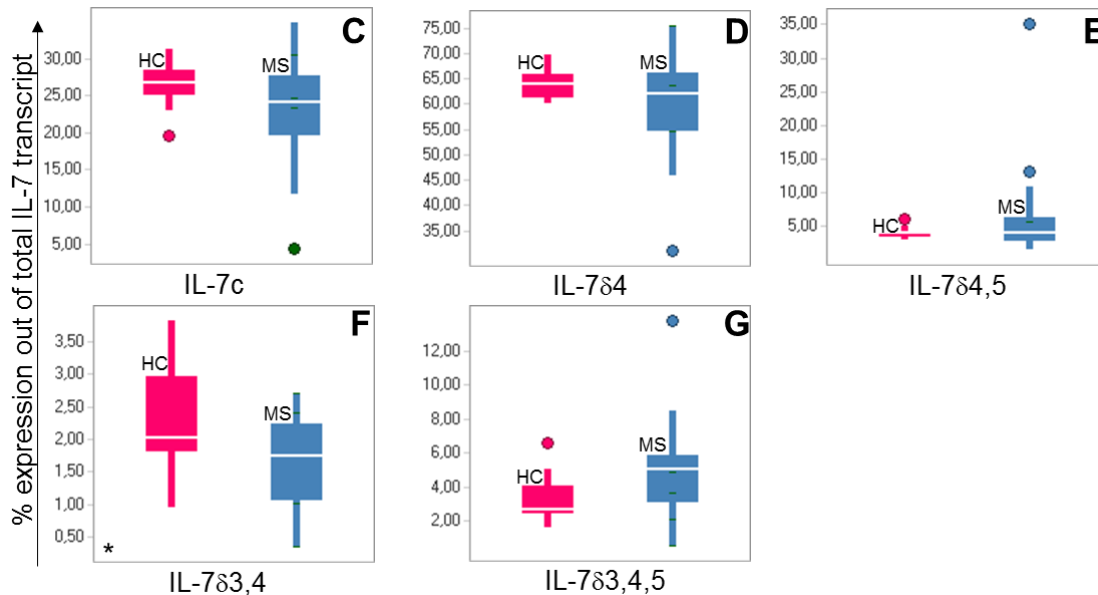 % expression out of total IL-7 transcript
C
30,00
25,00
20,00
15,00
10,00
5,00
HC
MS
IL-7c
D
75,00
70,00
65,00
60,00
55,00
50,00
45,00
40,00
35,00
HC
MS
IL-7δ4
E
35,00
30,00
25,00
20,00
15,00
10,00
5,00
HC
MS
IL-7δ4,5
F
3,50
3,00
2,50
2,00
1,50
1,00
0,50
HC
MS
*
IL-7δ3,4
G
12,00
10,00
8,00
6,00
4,00
2,00
HC
MS
IL-7δ3,4,5